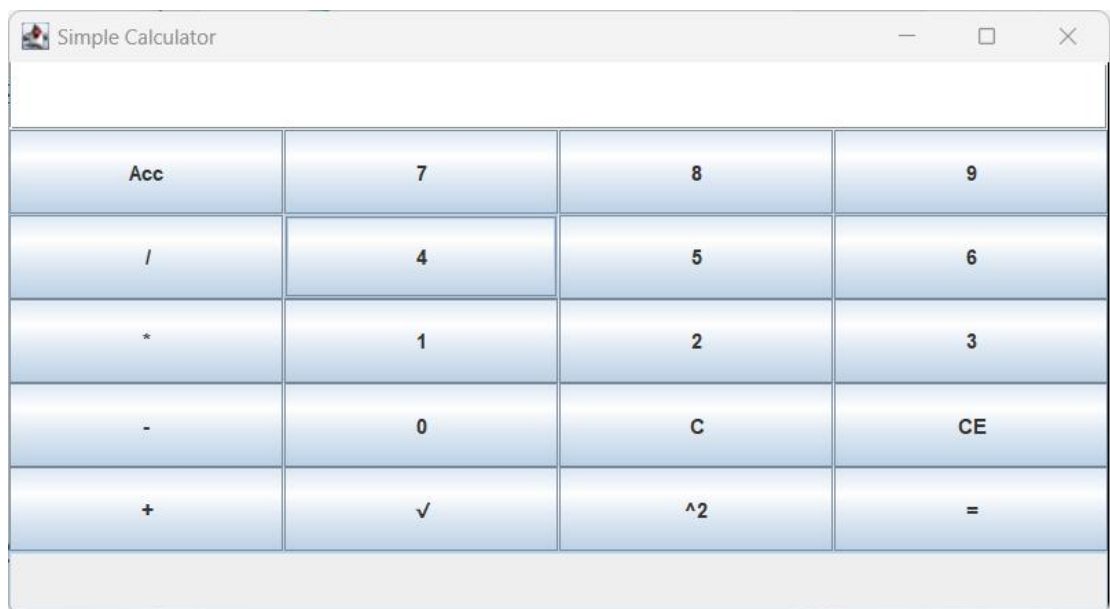 Simple Calculator
Acc 7 8 9
/ 4 5 6
* 1 2 3
- 0 C CE
+ √ ^2 =